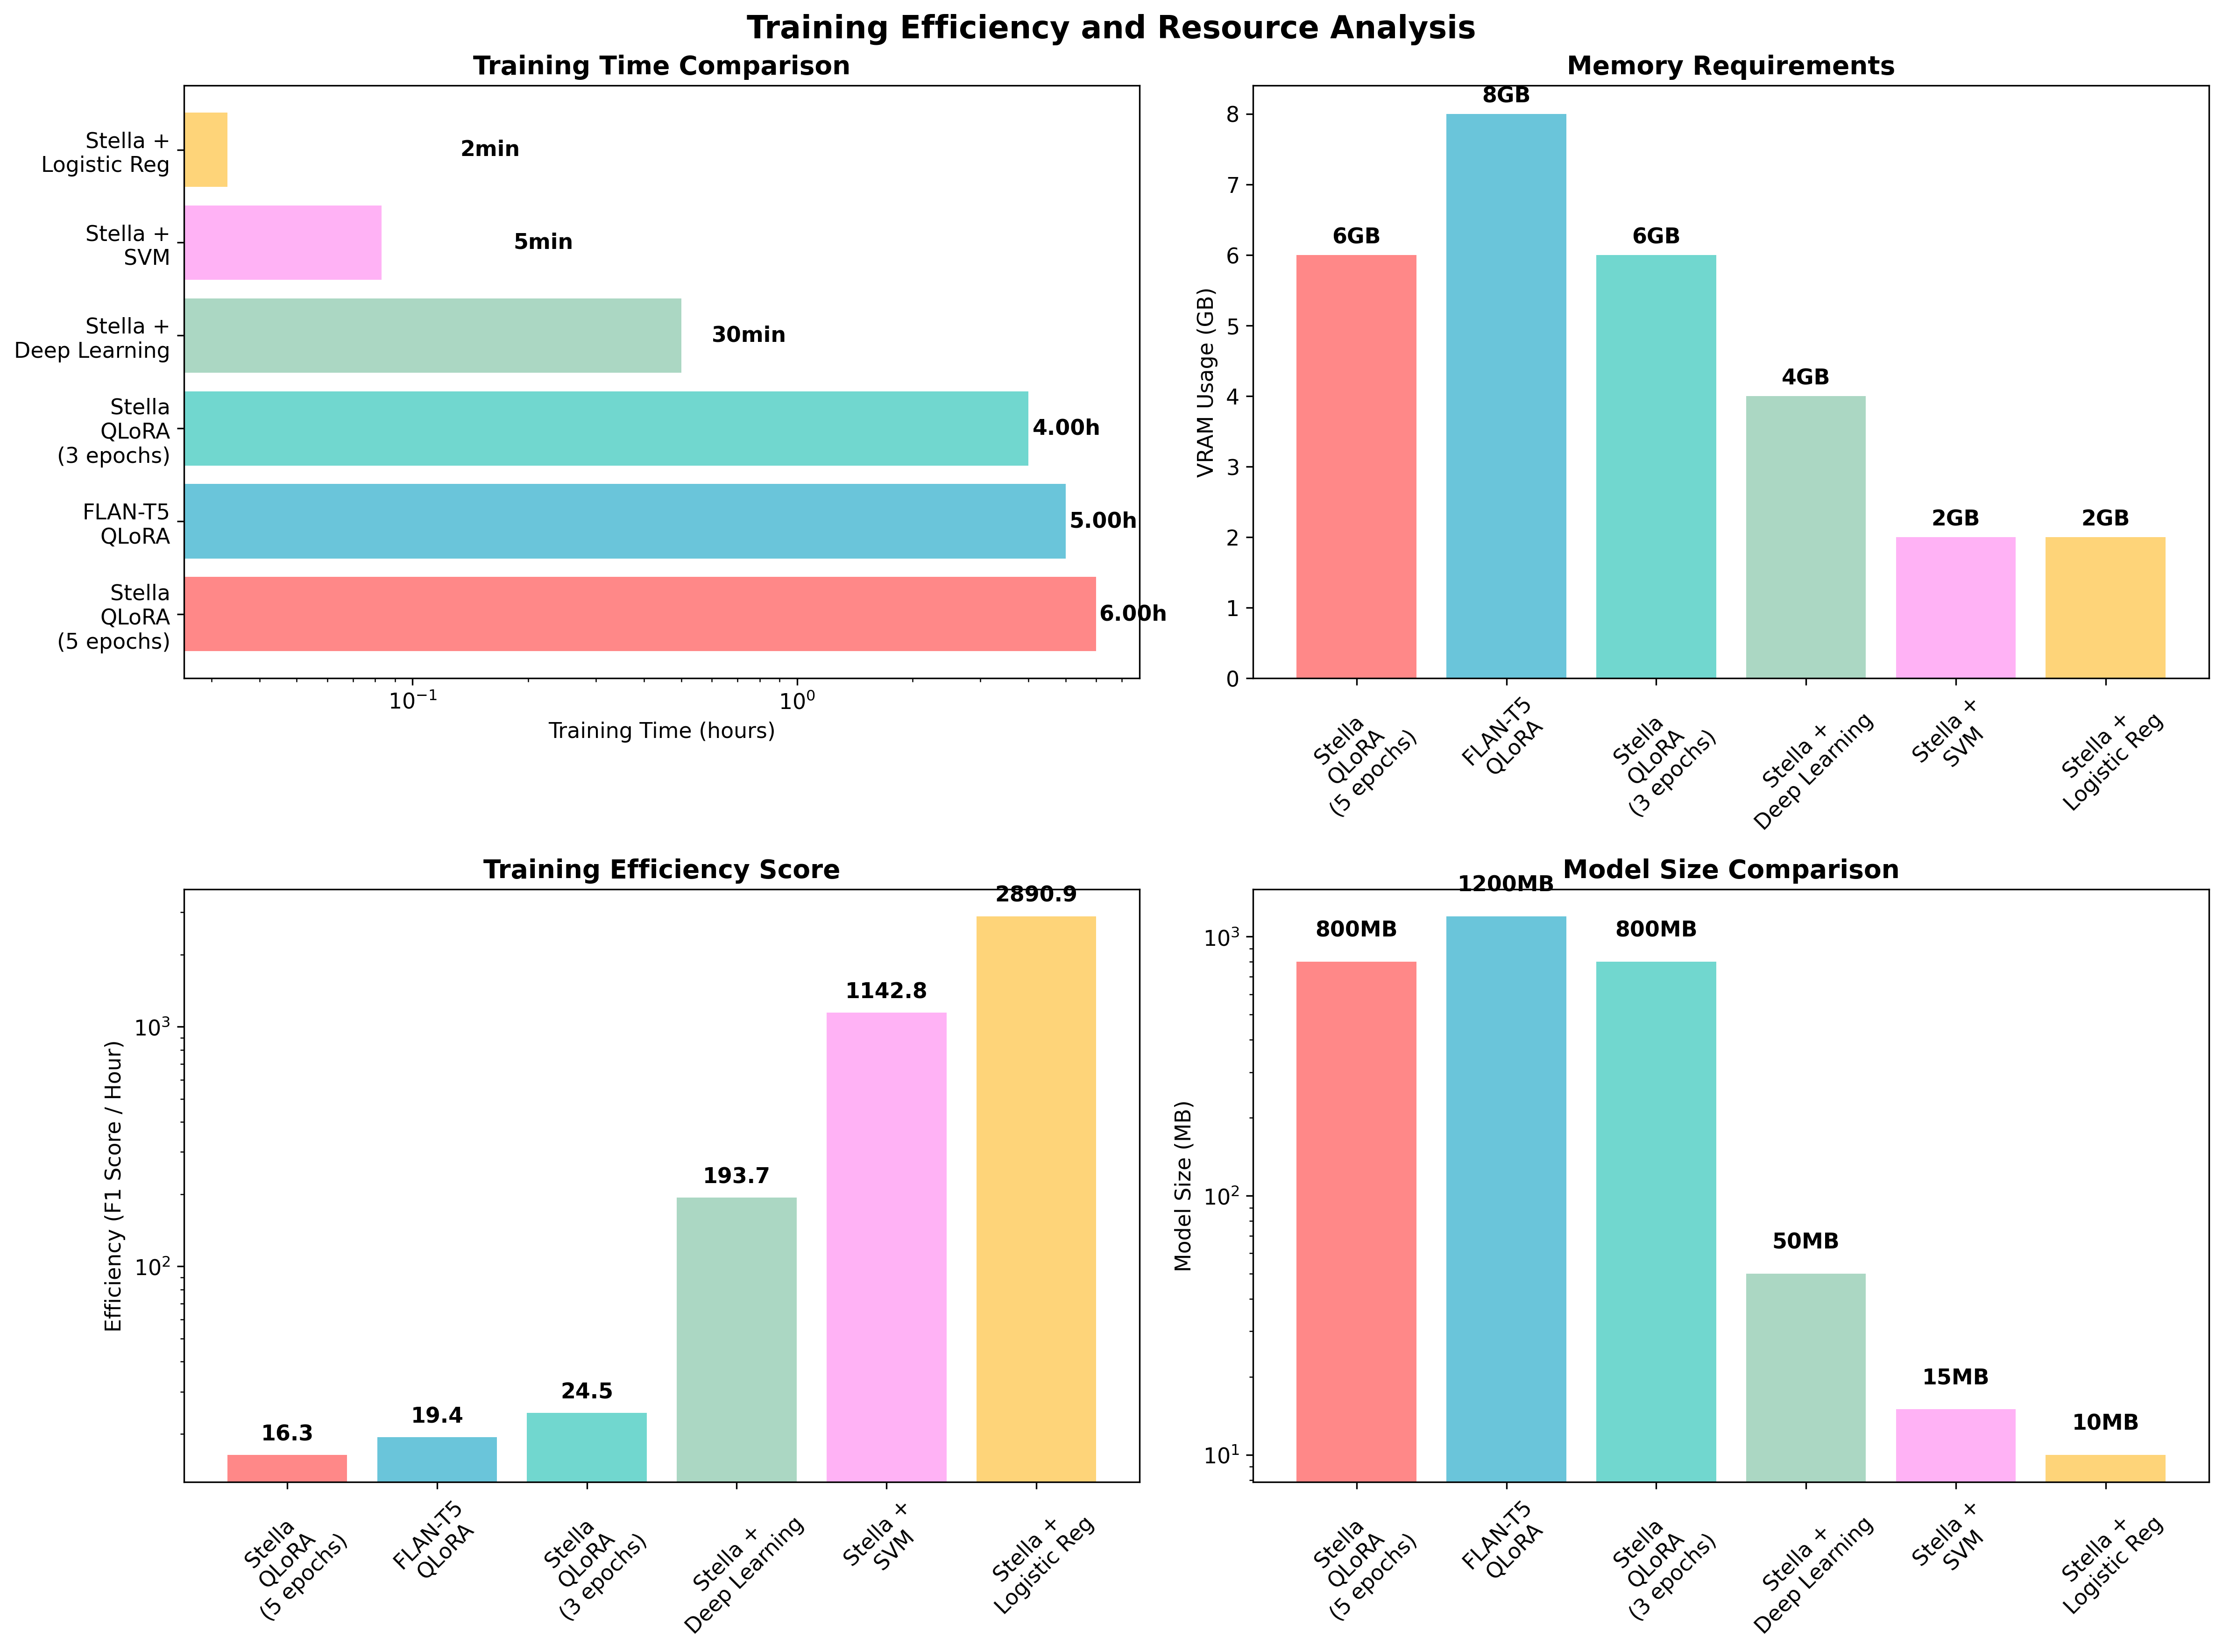 Training Efficiency and Resource Analysis
Training Time Comparison
Stella +
Logistic Reg
2min
Stella +
SVM
5min
Stella +
Deep Learning
30min
Stella
QLoRA
(3 epochs)
4.00h
FLAN-T5
QLoRA
5.00h
Stella
QLoRA
(5 epochs)
6.00h
10⁻¹
10⁰
Training Time (hours)
Memory Requirements
VRAM Usage (GB)
8
7
6
5
4
3
2
1
0
6GB
8GB
6GB
4GB
2GB
2GB
Stella
QLoRA
(5 epochs)
FLAN-T5
QLoRA
Stella
QLoRA
(3 epochs)
Stella +
Deep Learning
Stella +
SVM
Stella +
Logistic Reg
Training Efficiency Score
Efficiency (F1 Score / Hour)
10³
10²
16.3
19.4
24.5
193.7
1142.8
2890.9
Stella
QLoRA
(5 epochs)
FLAN-T5
QLoRA
Stella
QLoRA
(3 epochs)
Stella +
Deep Learning
Stella +
SVM
Stella +
Logistic Reg
Model Size Comparison
Model Size (MB)
10³
10²
10¹
800MB
1200MB
800MB
50MB
15MB
10MB
Stella
QLoRA
(5 epochs)
FLAN-T5
QLoRA
Stella
QLoRA
(3 epochs)
Stella +
Deep Learning
Stella +
SVM
Stella +
Logistic Reg